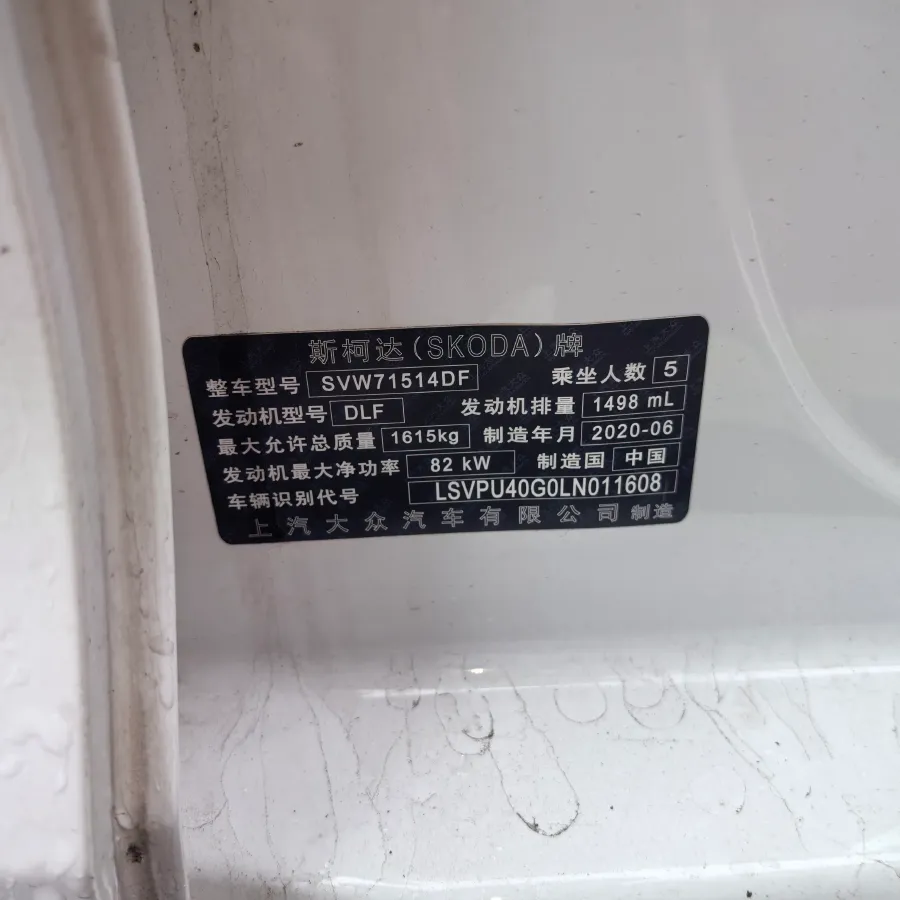 斯柯达(SKODA)牌
整车型号 SVW71514DF 乘坐人数 5
发动机型号 DLF 发动机排量 1498 mL
最大允许总质量 1615kg 制造年月 2020-06
发动机最大净功率 82 kW 制造国 中国
车辆识别代号 LSVPU40G0LN011608
上汽大众汽车有限公司制造